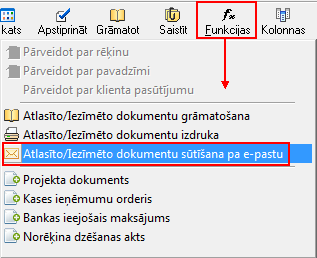 kats Apstiprināt Grāmatot Saistīt Funkcijas Kolonnas
Pārveidot par rēķinu
Pārveidot par pavadzīmi
Pārveidot par klienta pasūtījumu
Atlasīto/Iezīmēto dokumentu grāmatošana
Atlasīto/Iezīmēto dokumentu izdruka
Atlasīto/Iezīmēto dokumentu sūtīšana pa e-pastu
Projekta dokuments
Kases ieņēmumu orderis
Bankas ieejošais maksājums
Norēķina dzēšanas akts